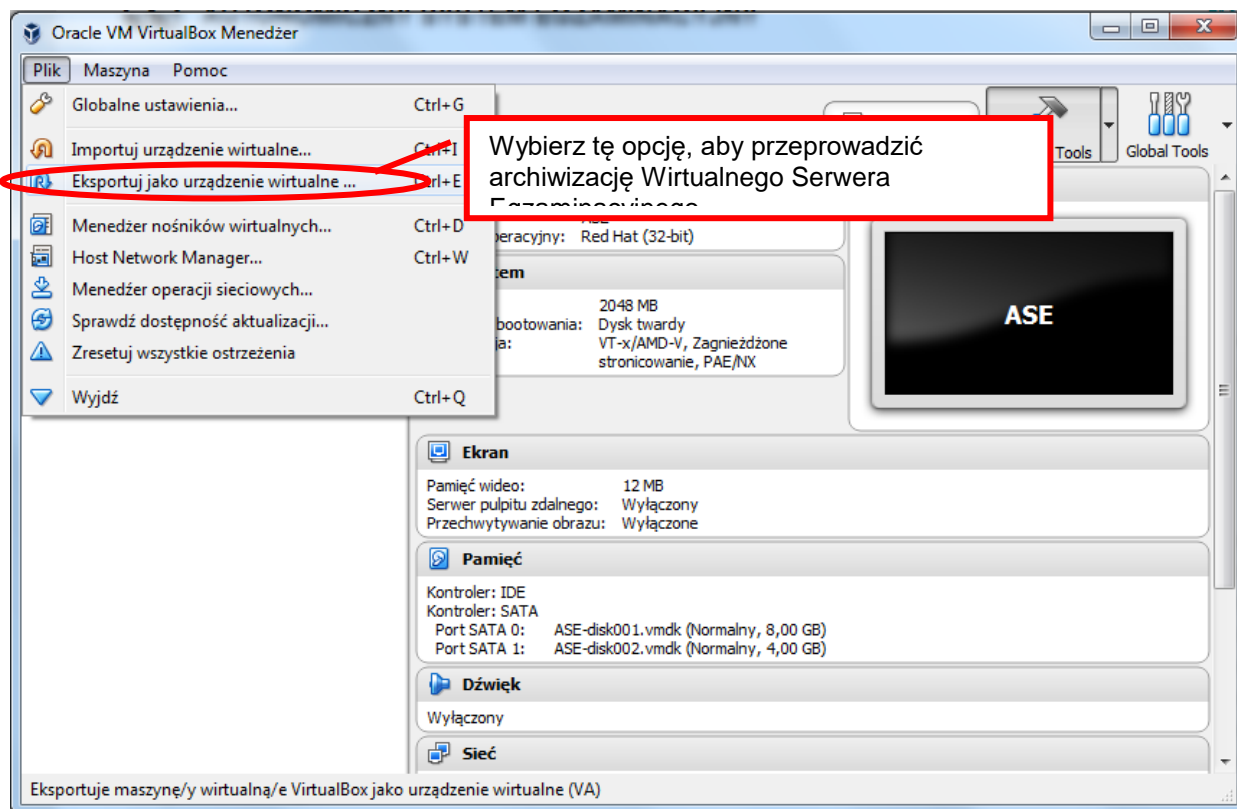 Oracle VM VirtualBox Menedżer
Plik Maszyna Pomoc
Globalne ustawienia... Ctrl+G
Importuj urządzenie wirtualne... Ctrl+I
Eksportuj jako urządzenie wirtualne ... Ctrl+E
Menedżer nośników wirtualnych... Ctrl+D
Host Network Manager... Ctrl+W
Menedźer operacji sieciowych...
Sprawdź dostępność aktualizacji...
Zresetuj wszystkie ostrzeżenia
Wyjdź Ctrl+Q
Wybierz tę opcję, aby przeprowadzić
archiwizację Wirtualnego Serwera
Egzaminacyjnego
Tools
Global Tools
eracyjny: Red Hat (32-bit)
tem
2048 MB
bootowania: Dysk twardy
ja: VT-x/AMD-V, Zagnieżdżone
stronicowanie, PAE/NX
ASE
Ekran
Pamięć wideo: 12 MB
Serwer pulpitu zdalnego: Wyłączony
Przechwytywanie obrazu: Wyłączone
Pamięć
Kontroler: IDE
Kontroler: SATA
Port SATA 0: ASE-disk001.vmdk (Normalny, 8,00 GB)
Port SATA 1: ASE-disk002.vmdk (Normalny, 4,00 GB)
Dźwięk
Wyłączony
Sieć
Eksportuje maszynę/y wirtualną/e VirtualBox jako urządzenie wirtualne (VA)